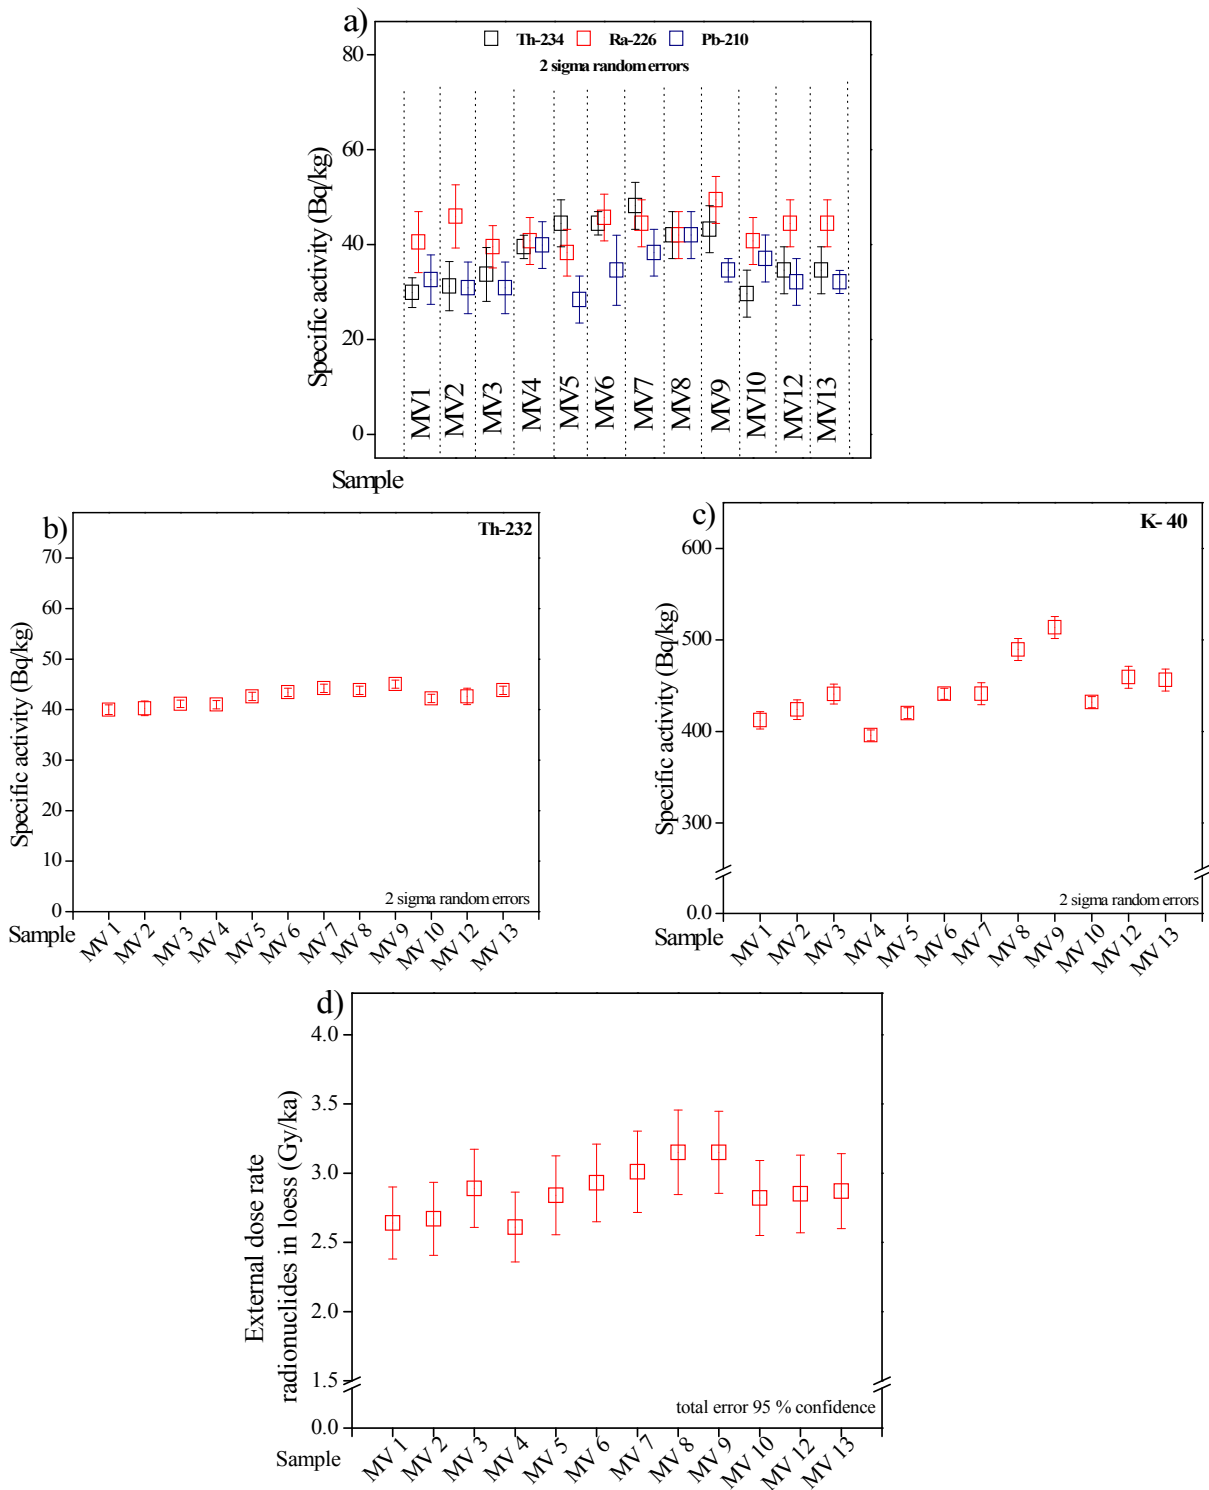 a)
Th-234 Ra-226 Pb-210
2 sigma random errors
80
60
40
20
0
Specific activity (Bq/kg)
MV1 MV2 MV3 MV4 MV5 MV6 MV7 MV8 MV9 MV10 MV12 MV13
Sample
b)
Th-232
70
60
50
40
30
20
10
0
Specific activity (Bq/kg)
2 sigma random errors
Sample
MV 1 MV 2 MV 3 MV 4 MV 5 MV 6 MV 7 MV 8 MV 9 MV 10 MV 12 MV 13
c)
K- 40
600
500
400
300
0.0
Specific activity (Bq/kg)
2 sigma random errors
Sample
MV 1 MV 2 MV 3 MV 4 MV 5 MV 6 MV 7 MV 8 MV 9 MV 10 MV 12 MV 13
d)
4.0
3.5
3.0
2.5
2.0
1.5
0.0
External dose rate
radionuclides in loess (Gy/ka)
total error 95 % confidence
Sample
MV 1 MV 2 MV 3 MV 4 MV 5 MV 6 MV 7 MV 8 MV 9 MV 10 MV 12 MV 13